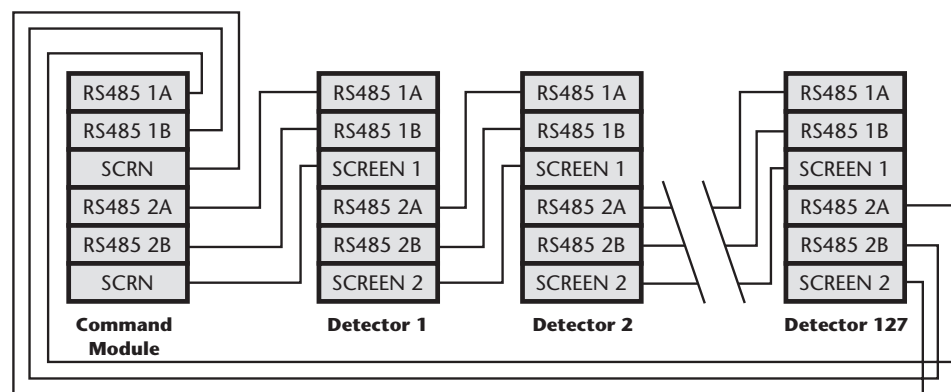 RS485 1A
RS485 1B
SCRN
RS485 2A
RS485 2B
SCRN
Command
Module
RS485 1A
RS485 1B
SCREEN 1
RS485 2A
RS485 2B
SCREEN 2
Detector 1
RS485 1A
RS485 1B
SCREEN 1
RS485 2A
RS485 2B
SCREEN 2
Detector 2
RS485 1A
RS485 1B
SCREEN 1
RS485 2A
RS485 2B
SCREEN 2
Detector 127